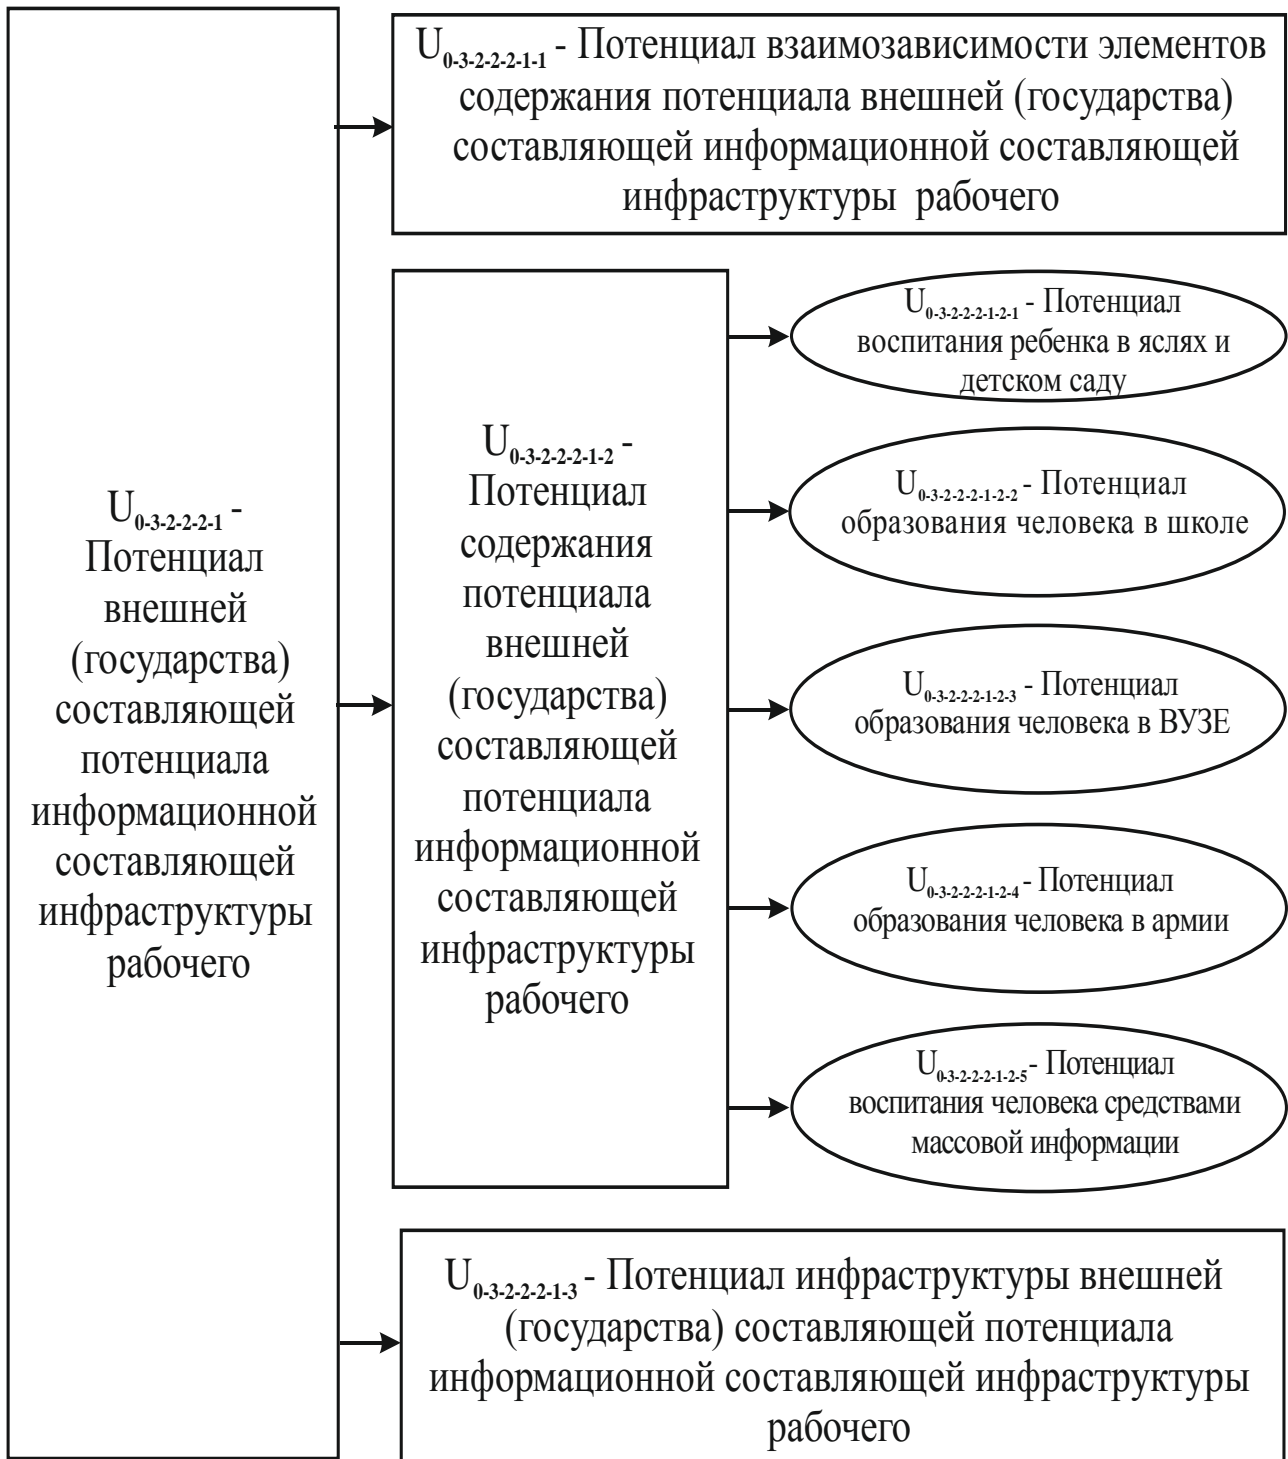 U0-3-2-2-2-1-1 - Потенциал взаимозависимости элементов
содержания потенциала внешней (государства)
составляющей информационной составляющей
инфраструктуры рабочего
U0-3-2-2-2-1 -
Потенциал
внешней
(государства)
составляющей
потенциала
информационной
составляющей
инфраструктуры
рабочего
U0-3-2-2-2-1-2 -
Потенциал
содержания
потенциала
внешней
(государства)
составляющей
потенциала
информационной
составляющей
инфраструктуры
рабочего
U0-3-2-2-2-1-2-1 - Потенциал
воспитания ребенка в яслях и
детском саду
U0-3-2-2-2-1-2-2 - Потенциал
образования человека в школе
U0-3-2-2-2-1-2-3 - Потенциал
образования человека в ВУЗЕ
U0-3-2-2-2-1-2-4 - Потенциал
образования человека в армии
U0-3-2-2-2-1-2-5 - Потенциал
воспитания человека средствами
массовой информации
U0-3-2-2-2-1-3 - Потенциал инфраструктуры внешней
(государства) составляющей потенциала
информационной составляющей инфраструктуры
рабочего